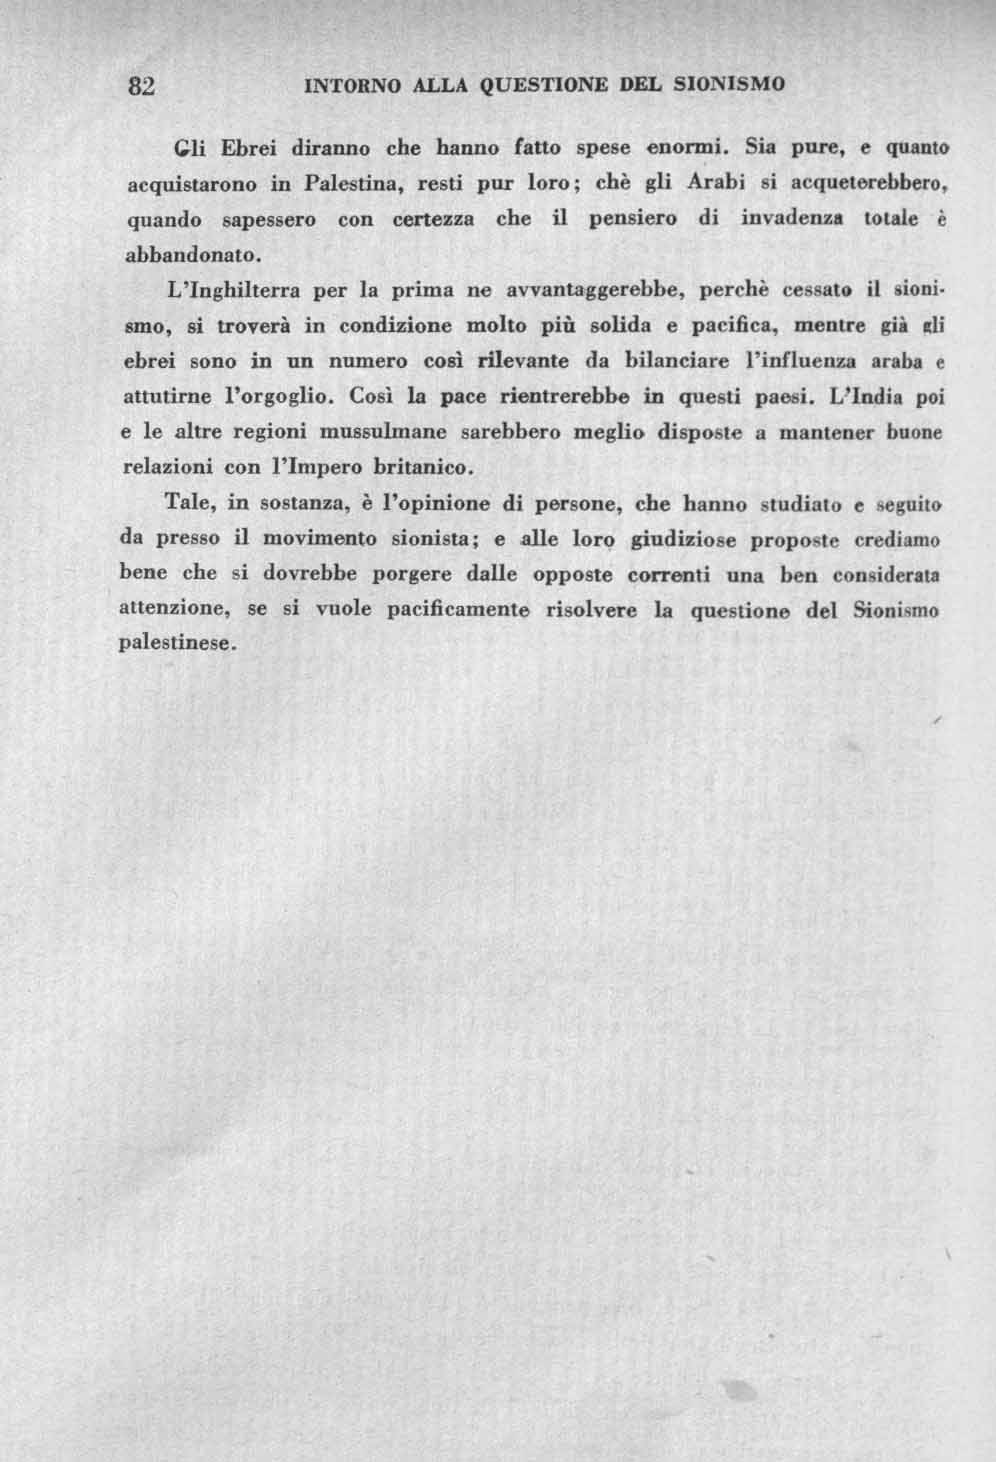 82 INTORNO ALLA QUESTIONE DEL SIONISMO
Gli Ebrei diranno che hanno fatto spese enormi. Sia pure, e quanto
acquistarono in Palestina, resti pur loro; chè gli Arabi si acqueterebbero,
quando sapessero con certezza che il pensiero di invadenza totale è
abbandonato.
L'Inghilterra per la prima ne avvantaggerebbe, perchè cessato il sioni-
smo, si troverà in condizione molto più solida e pacifica, mentre già gli
ebrei sono in un numero così rilevante da bilanciare l'influenza araba e
attutirne l'orgoglio. Così la pace rientrerebbe in questi paesi. L'India poi
e le altre regioni mussulmane sarebbero meglio disposte a mantener buone
relazioni con l'Impero britanico.
Tale, in sostanza, è l'opinione di persone, che hanno studiato e seguito
da presso il movimento sionista; e alle loro giudiziose proposte crediamo
bene che si dovrebbe porgere dalle opposte correnti una ben considerata
attenzione, se si vuole pacificamente risolvere la questione del Sionismo
palestinese.